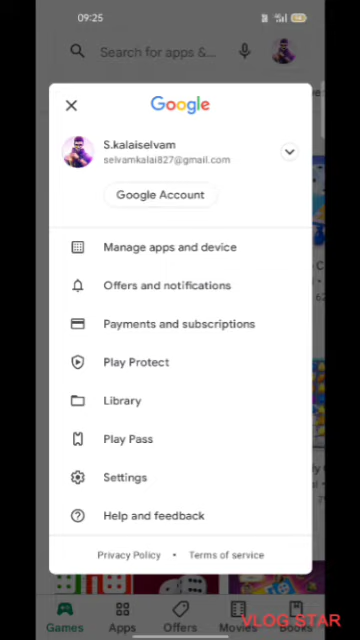 09:25
Search for apps &...
Google
S.kalaiselvam
selvamkalai827@gmail.com
Google Account
Manage apps and device
Offers and notifications
Payments and subscriptions
Play Protect
Library
Play Pass
Settings
Help and feedback
Privacy Policy • Terms of service
Games Apps Offers Movies Books
VLOG STAR